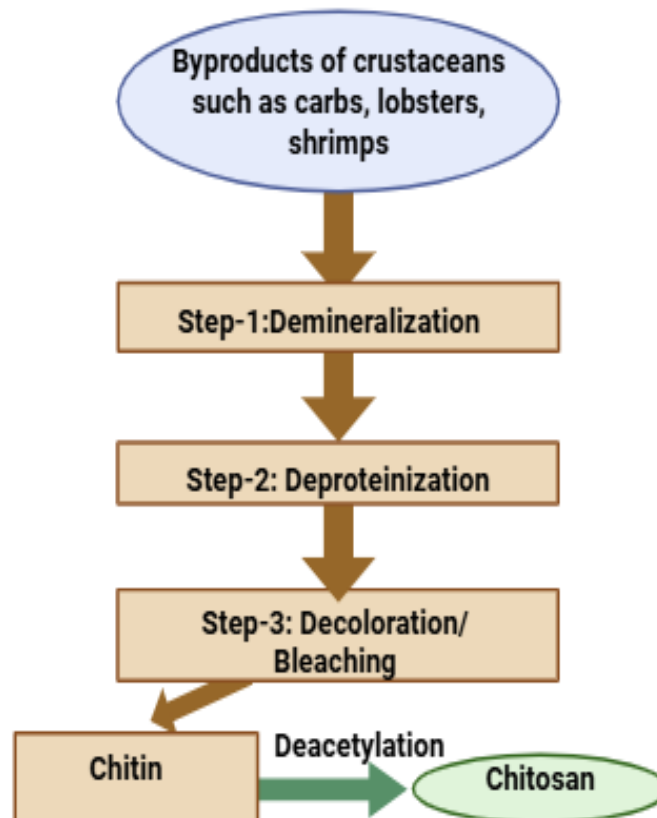 Byproducts of crustaceans
such as carbs, lobsters,
shrimps
Step-1:Demineralization
Step-2: Deproteinization
Step-3: Decoloration/
Bleaching
Chitin
Deacetylation
Chitosan